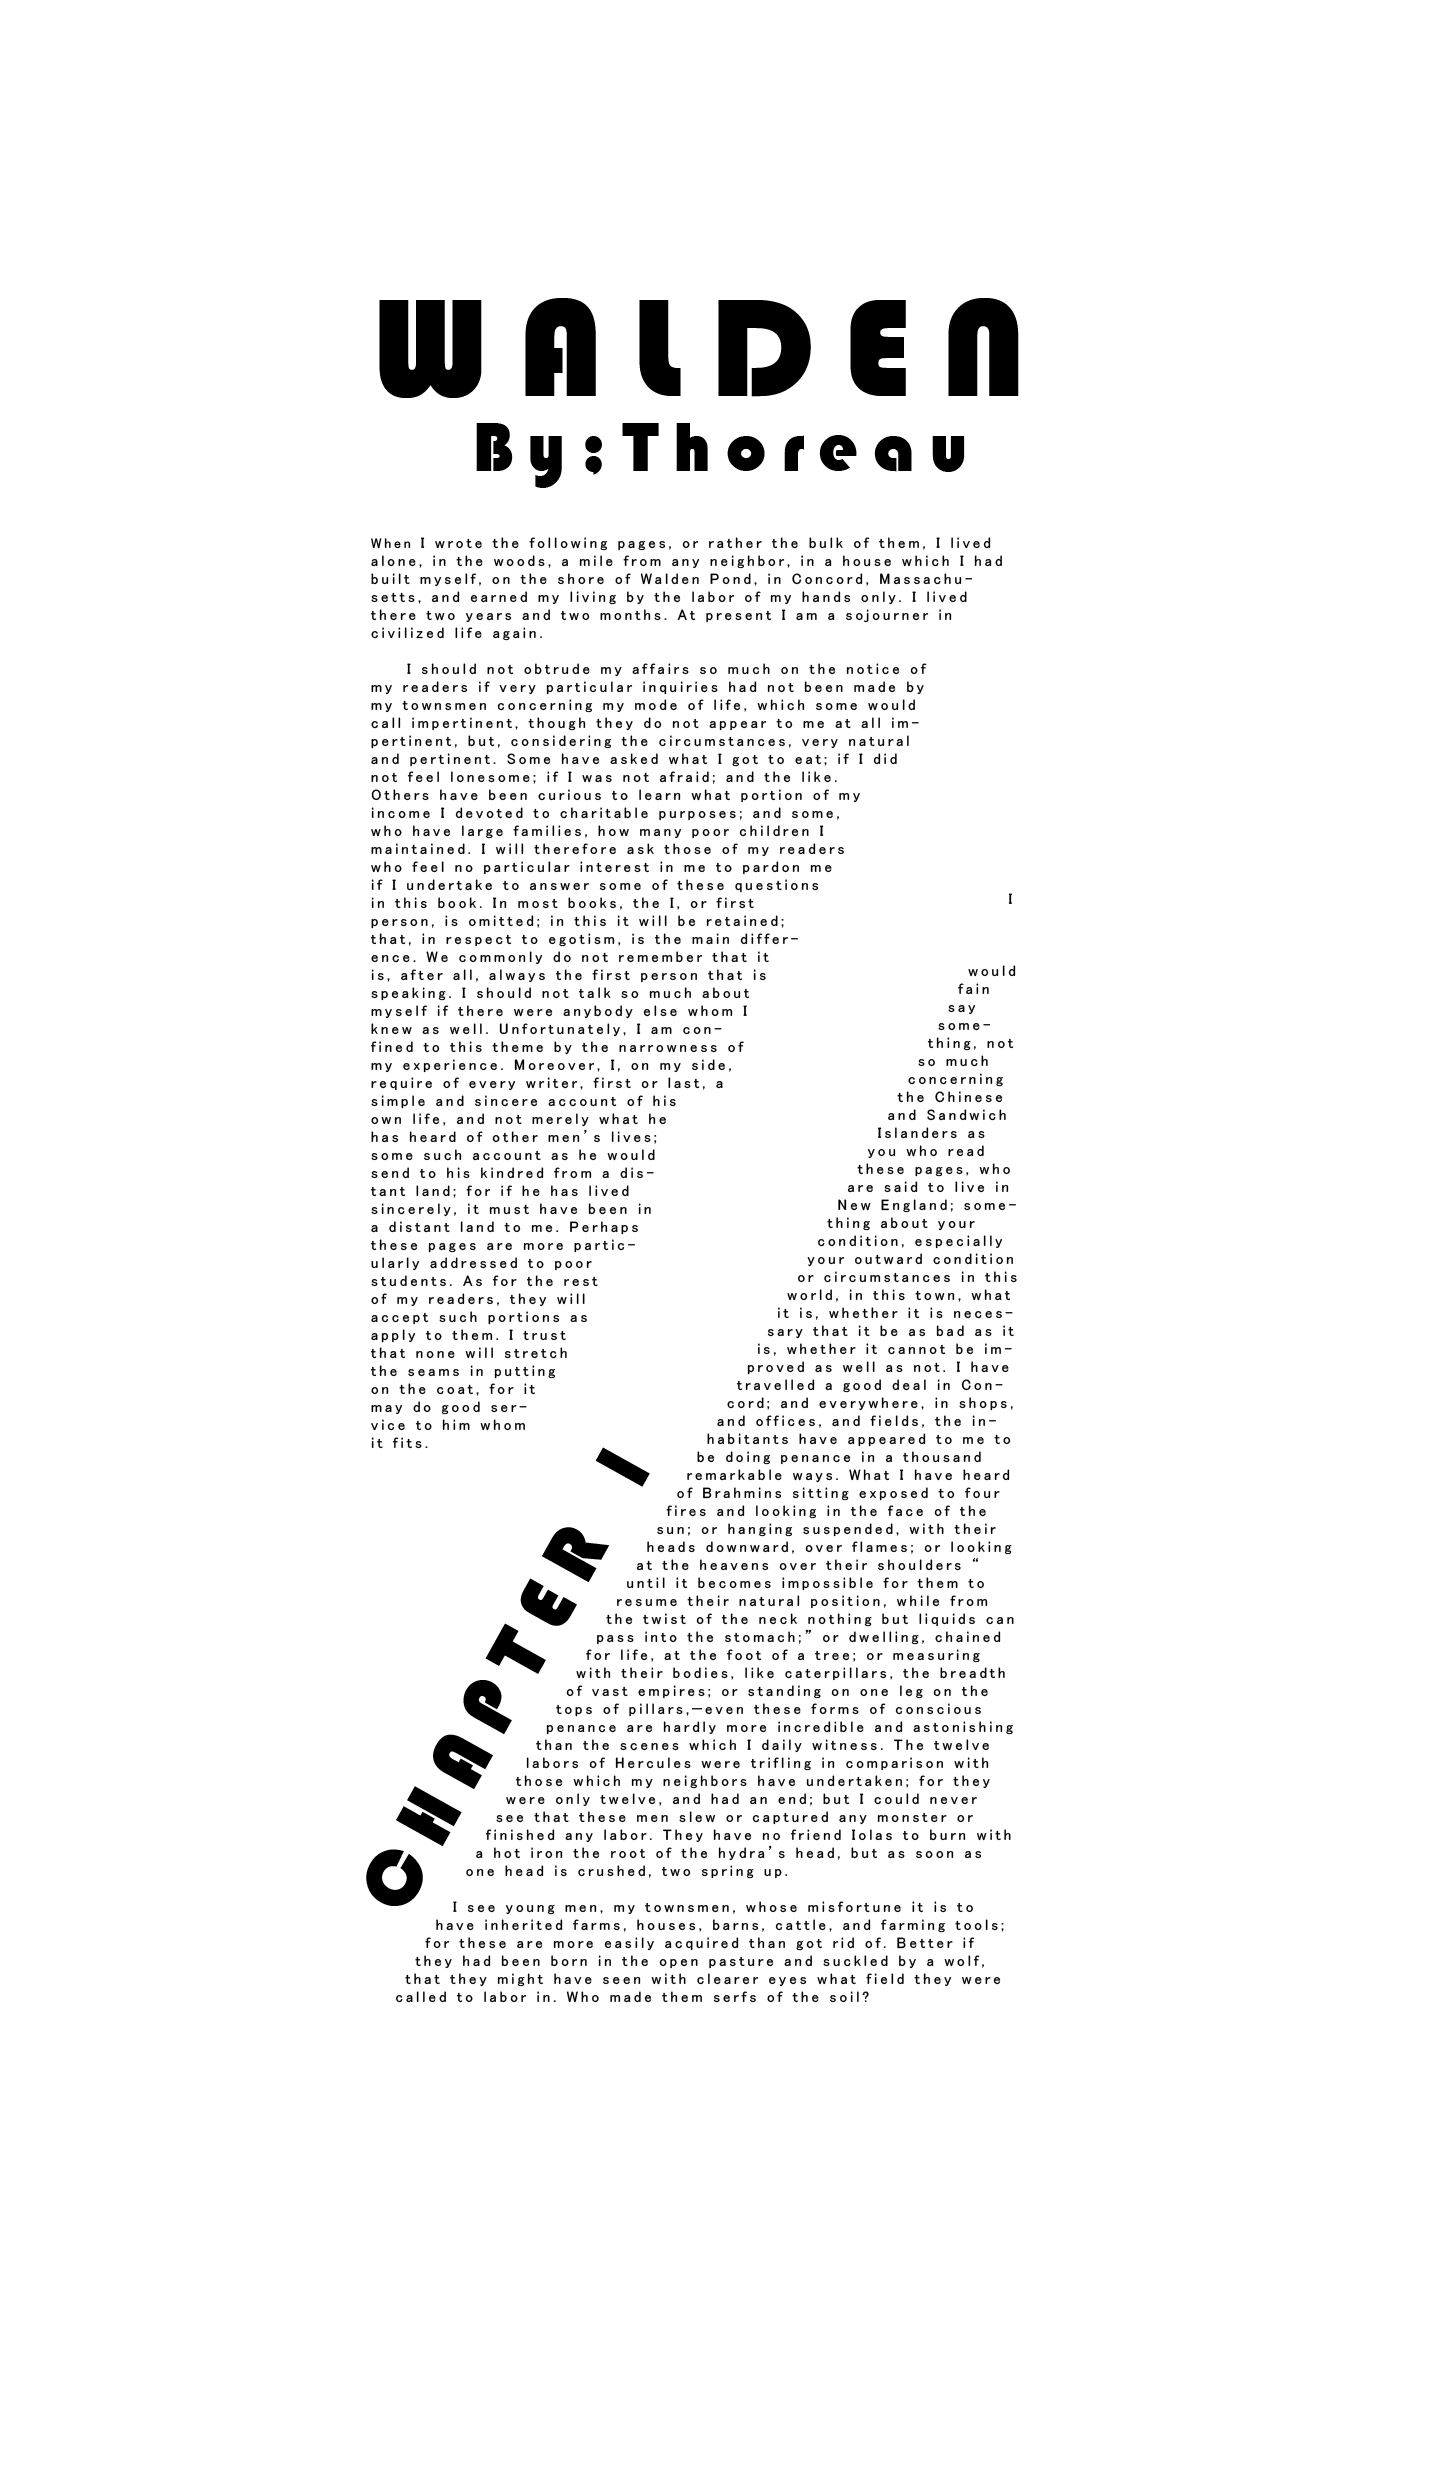 WALDEN
By;Thoreau
When I wrote the following pages, or rather the bulk of them, I lived
alone, in the woods, a mile from any neighbor, in a house which I had
built myself, on the shore of Walden Pond, in Concord, Massachu-
setts, and earned my living by the labor of my hands only. I lived
there two years and two months. At present I am a sojourner in
civilized life again.
I should not obtrude my affairs so much on the notice of
my readers if very particular inquiries had not been made by
my townsmen concerning my mode of life, which some would
call impertinent, though they do not appear to me at all im-
pertinent, but, considering the circumstances, very natural
and pertinent. Some have asked what I got to eat; if I did
not feel lonesome; if I was not afraid; and the like.
Others have been curious to learn what portion of my
income I devoted to charitable purposes; and some,
who have large families, how many poor children I
maintained. I will therefore ask those of my readers
who feel no particular interest in me to pardon me
if I undertake to answer some of these questions
in this book. In most books, the I, or first
person, is omitted; in this it will be retained;
that, in respect to egotism, is the main differ-
ence. We commonly do not remember that it
is, after all, always the first person that is
speaking. I should not talk so much about
myself if there were anybody else whom I
knew as well. Unfortunately, I am con-
fined to this theme by the narrowness of
my experience. Moreover, I, on my side,
require of every writer, first or last, a
simple and sincere account of his
own life, and not merely what he
has heard of other men's lives;
some such account as he would
send to his kindred from a dis-
tant land; for if he has lived
sincerely, it must have been in
a distant land to me. Perhaps
these pages are more partic-
ularly addressed to poor
students. As for the rest
of my readers, they will
accept such portions as
apply to them. I trust
that none will stretch
the seams in putting
on the coat, for it
may do good ser-
vice to him whom
it fits.
CHAPTER I
I
would
fain
say
some-
thing, not
so much
concerning
the Chinese
and Sandwich
Islanders as
you who read
these pages, who
are said to live in
New England; some-
thing about your
condition, especially
your outward condition
or circumstances in this
world, in this town, what
it is, whether it is neces-
sary that it be as bad as it
is, whether it cannot be im-
proved as well as not. I have
travelled a good deal in Con-
cord; and everywhere, in shops,
and offices, and fields, the in-
habitants have appeared to me to
be doing penance in a thousand
remarkable ways. What I have heard
of Brahmins sitting exposed to four
fires and looking in the face of the
sun; or hanging suspended, with their
heads downward, over flames; or looking
at the heavens over their shoulders “
until it becomes impossible for them to
resume their natural position, while from
the twist of the neck nothing but liquids can
pass into the stomach;” or dwelling, chained
for life, at the foot of a tree; or measuring
with their bodies, like caterpillars, the breadth
of vast empires; or standing on one leg on the
tops of pillars,—even these forms of conscious
penance are hardly more incredible and astonishing
than the scenes which I daily witness. The twelve
labors of Hercules were trifling in comparison with
those which my neighbors have undertaken; for they
were only twelve, and had an end; but I could never
see that these men slew or captured any monster or
finished any labor. They have no friend Iolas to burn with
a hot iron the root of the hydra's head, but as soon as
one head is crushed, two spring up.
I see young men, my townsmen, whose misfortune it is to
have inherited farms, houses, barns, cattle, and farming tools;
for these are more easily acquired than got rid of. Better if
they had been born in the open pasture and suckled by a wolf,
that they might have seen with clearer eyes what field they were
called to labor in. Who made them serfs of the soil?